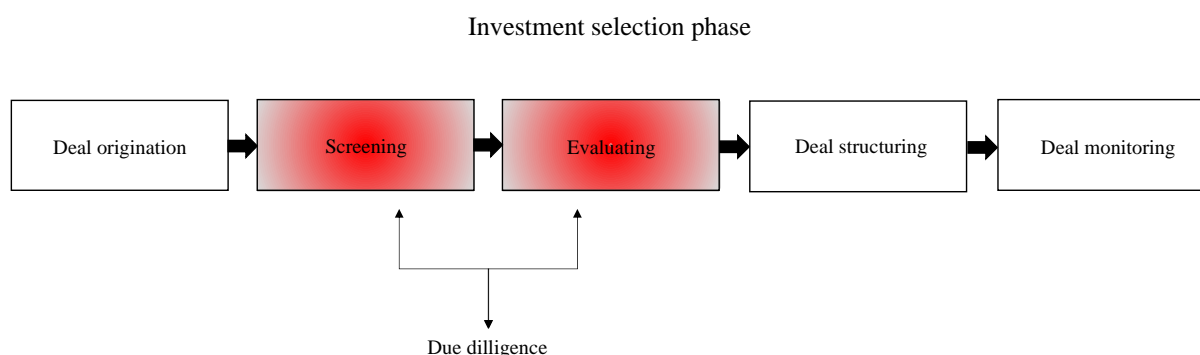 Investment selection phase
Deal origination
Screening
Evaluating
Deal structuring
Deal monitoring
Due dilligence